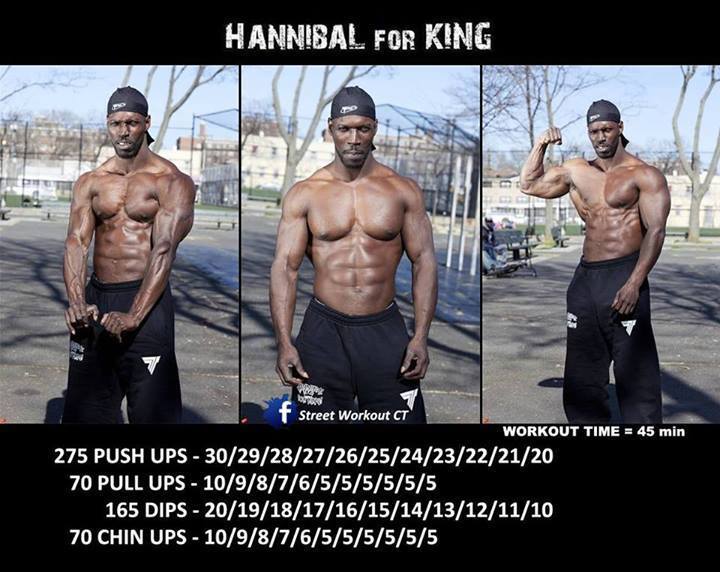 HANNIBAL FOR KING
f Street Workout CT
WORKOUT TIME = 45 min
275 PUSH UPS - 30/29/28/27/26/25/24/23/22/21/20
70 PULL UPS - 10/9/8/7/6/5/5/5/5/5/5
165 DIPS - 20/19/18/17/16/15/14/13/12/11/10
70 CHIN UPS - 10/9/8/7/6/5/5/5/5/5/5